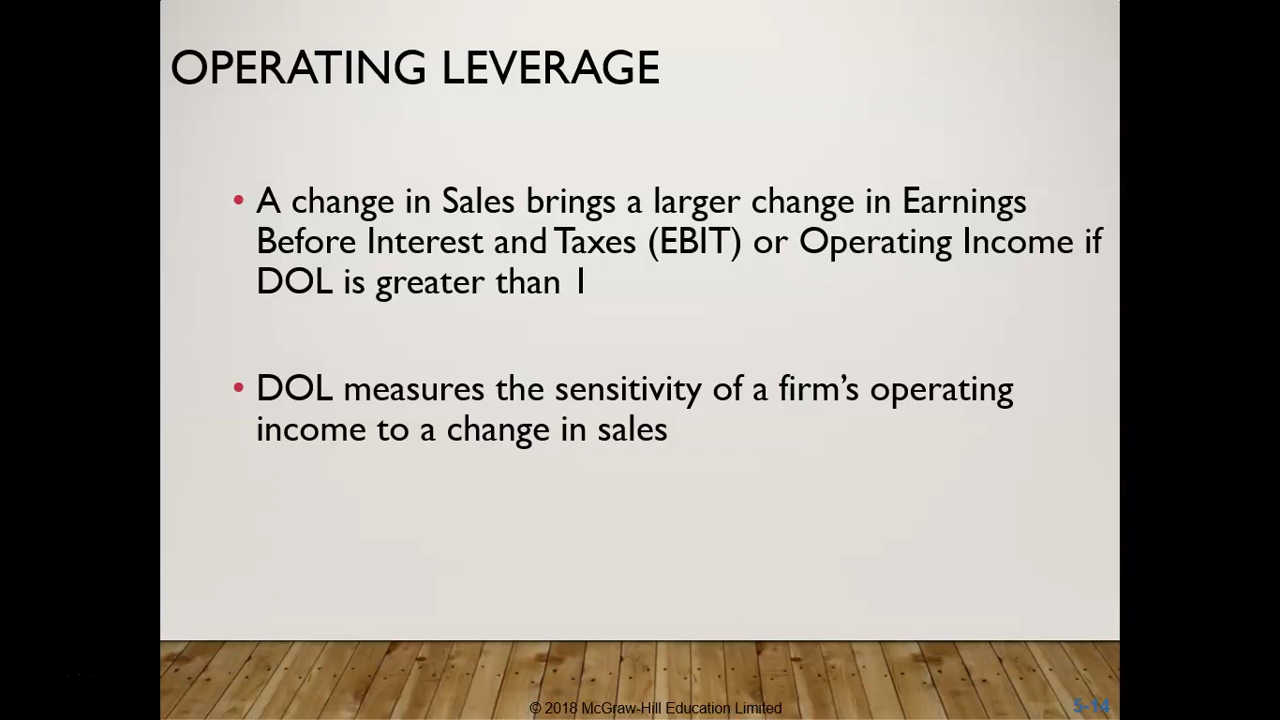 OPERATING LEVERAGE
• A change in Sales brings a larger change in Earnings
Before Interest and Taxes (EBIT) or Operating Income if
DOL is greater than 1
• DOL measures the sensitivity of a firm’s operating
income to a change in sales
© 2018 McGraw-Hill Education Limited
5-14